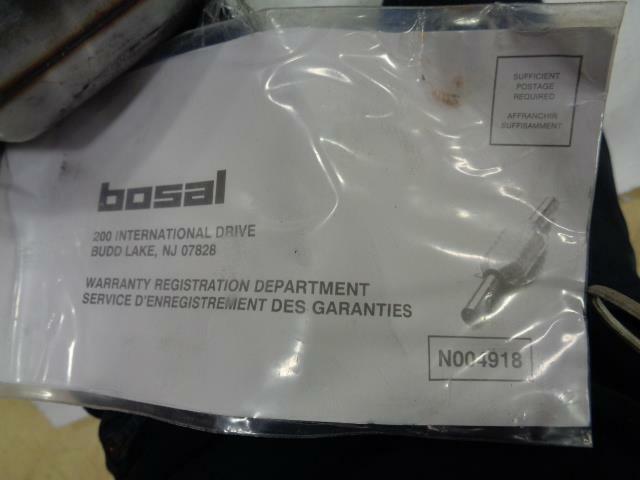 SUFFICIENT
POSTAGE
REQUIRED
AFFRANCHIR
SUFFISAMMENT
bosal
200 INTERNATIONAL DRIVE
BUDD LAKE, NJ 07828
WARRANTY REGISTRATION DEPARTMENT
SERVICE D'ENREGISTREMENT DES GARANTIES
N004918